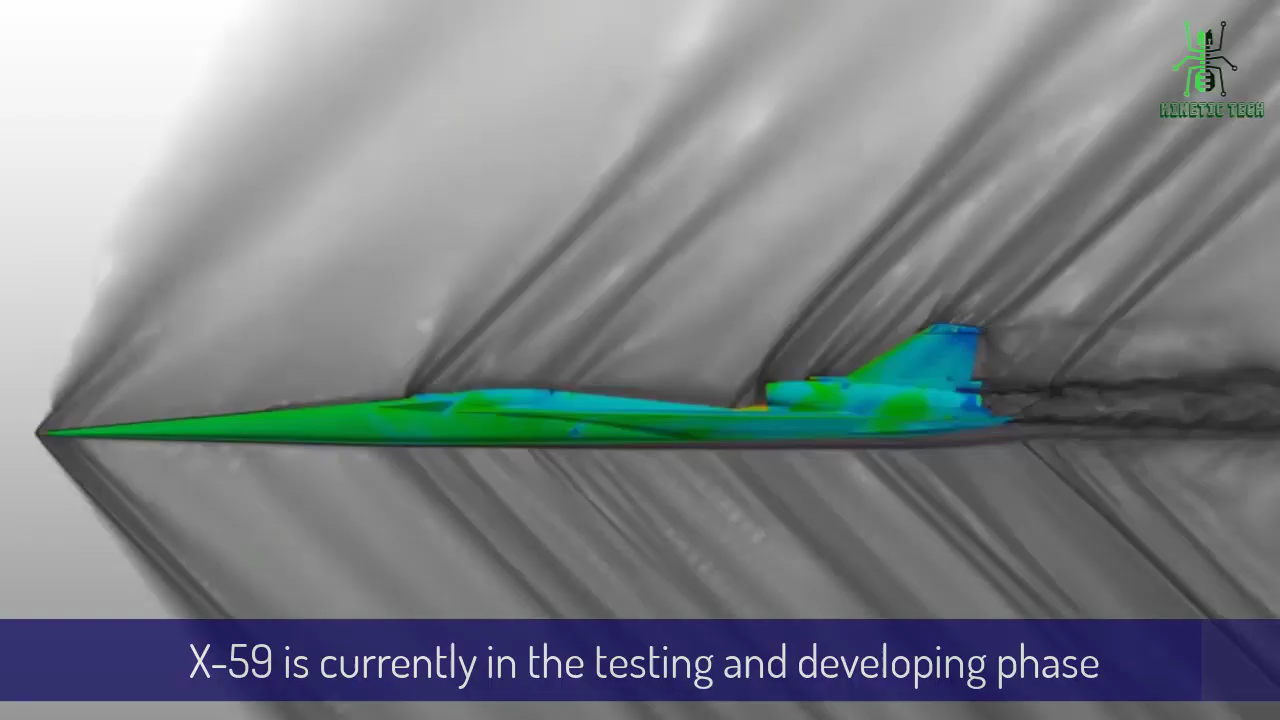 KINETIC TECH
X-59 is currently in the testing and developing phase